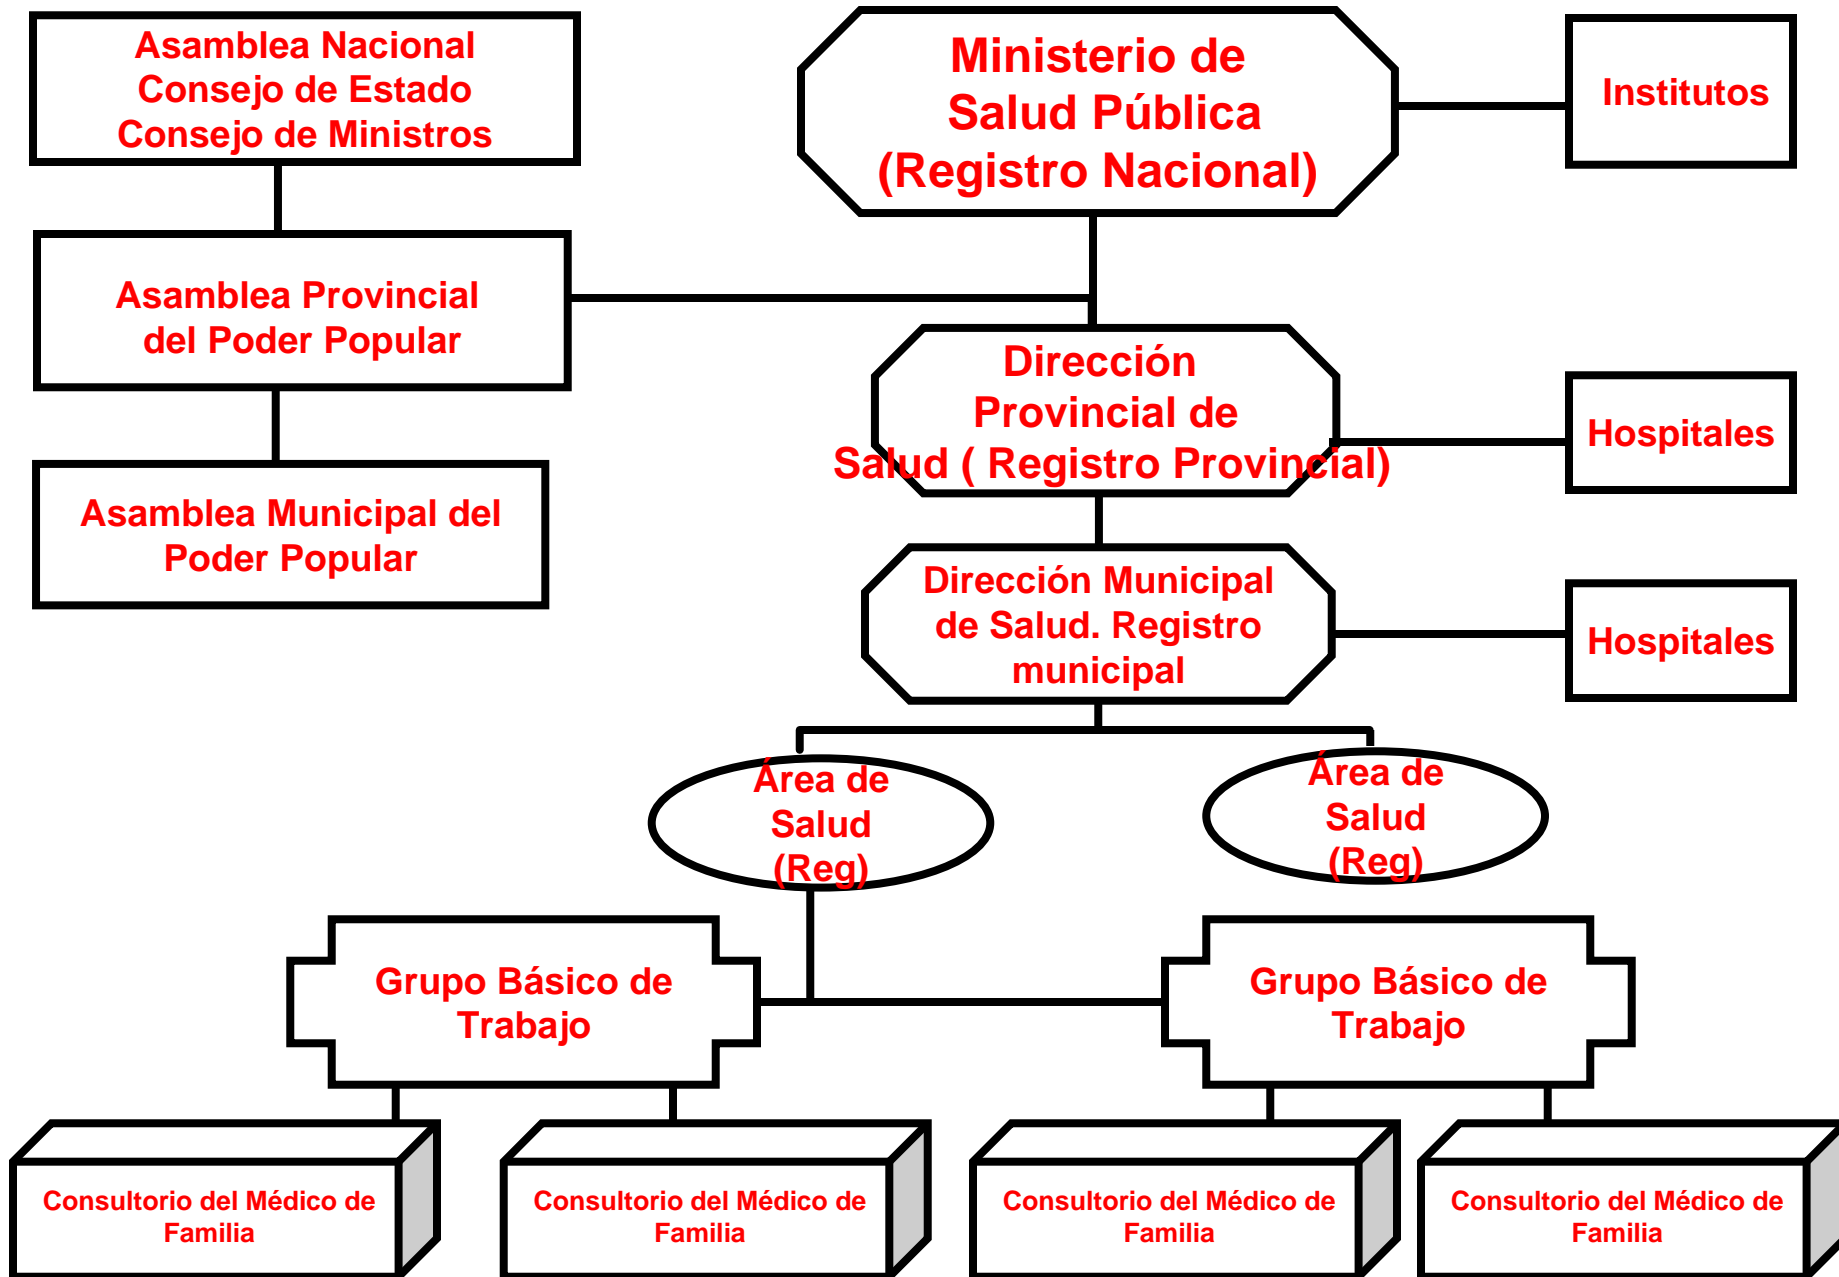 Asamblea Nacional
Consejo de Estado
Consejo de Ministros
Ministerio de
Salud Pública
(Registro Nacional)
Institutos
Asamblea Provincial
del Poder Popular
Dirección
Provincial de
Salud ( Registro Provincial)
Hospitales
Asamblea Municipal del
Poder Popular
Dirección Municipal
de Salud. Registro
municipal
Hospitales
Área de
Salud
(Reg)
Área de
Salud
(Reg)
Grupo Básico de
Trabajo
Grupo Básico de
Trabajo
Consultorio del Médico de
Familia
Consultorio del Médico de
Familia
Consultorio del Médico de
Familia
Consultorio del Médico de
Familia